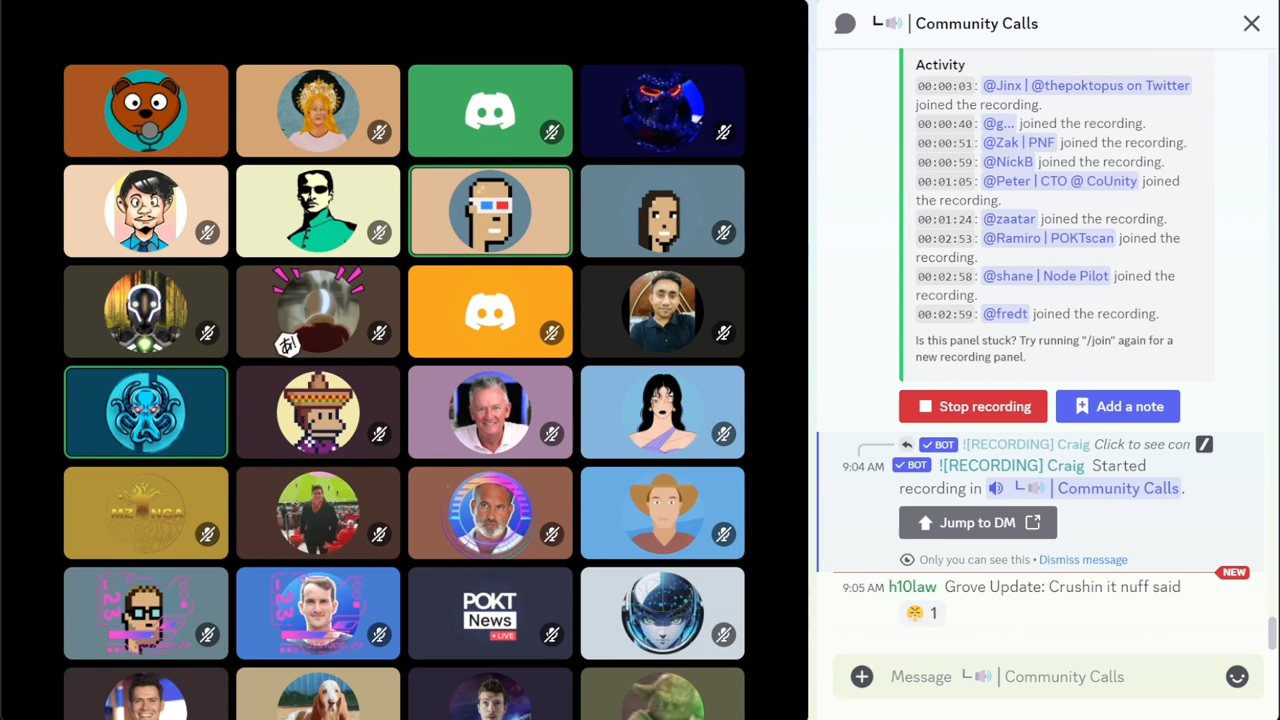 └🔊 | Community Calls
Activity
00:00:03: @Jinx | @thepoktopus on Twitter
joined the recording.
00:00:40: @g... joined the recording.
00:00:51: @Zak | PNF joined the recording.
00:00:59: @NickB joined the recording.
00:01:05: @Peter | CTO @ CoUnity joined
the recording.
00:01:24: @zaatar joined the recording.
00:02:53: @Ramiro | POKTscan joined the
recording.
00:02:58: @shane | Node Pilot joined the
recording.
00:02:59: @fredt joined the recording.
Is this panel stuck? Try running "/join" again for a
new recording panel.
Stop recording
Add a note
BOT ![RECORDING] Craig Click to see con
9:04 AM BOT ![RECORDING] Craig Started
recording in └🔊 | Community Calls.
Jump to DM
Only you can see this • Dismiss message
NEW
9:05 AM h10law Grove Update: Crushin it nuff said
😤 1
Message └🔊 | Community Calls
POKT
News
LIVE